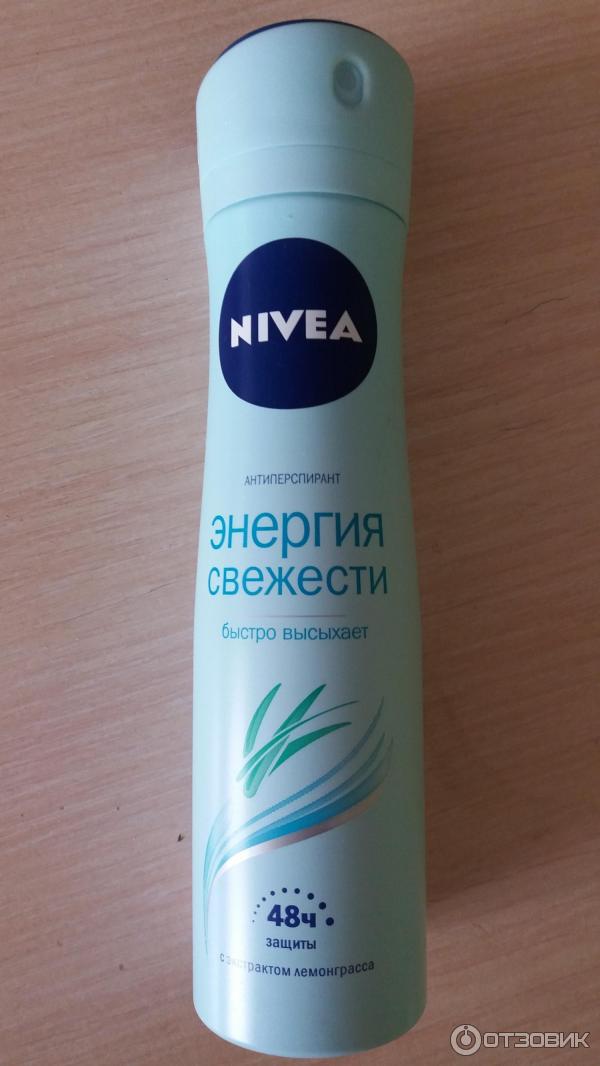 NIVEA
АНТИПЕРСПИРАНТ
энергия
свежести
быстро высыхает
48ч
защиты
с экстрактом лемонграсса
ОТЗОВИК